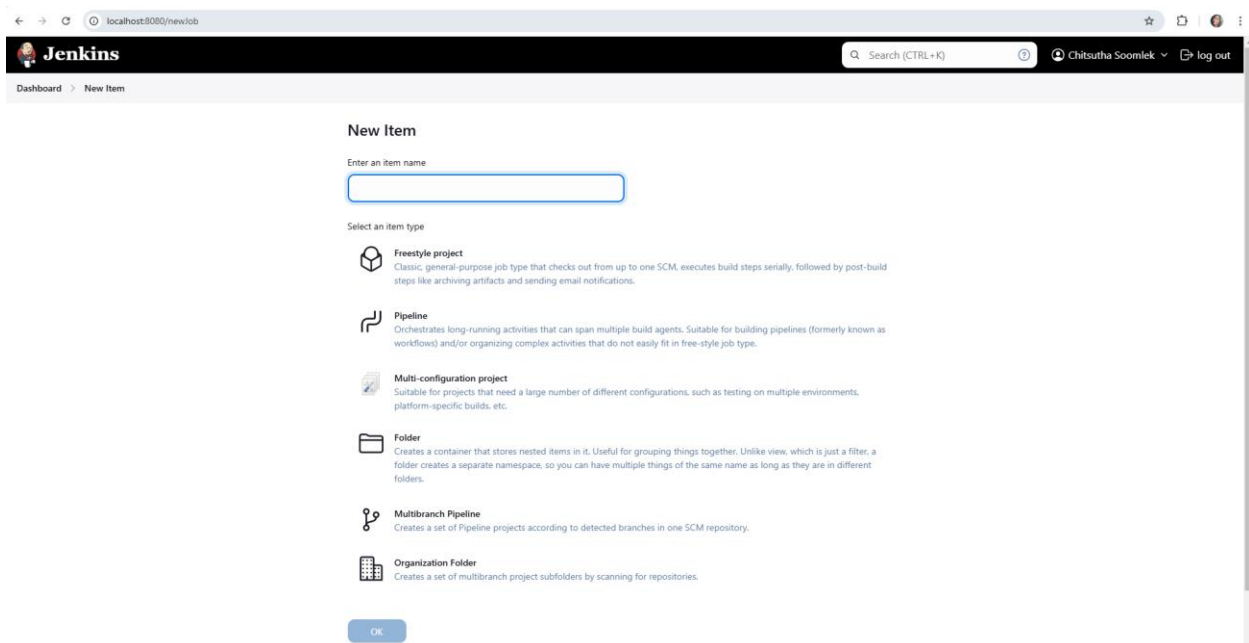 localhost:8080/newJob
Jenkins
Search (CTRL+K)
Chitsutha Soomlek
log out
Dashboard > New Item
New Item
Enter an item name
Select an item type
Freestyle project
Classic, general-purpose job type that checks out from up to one SCM, executes build steps serially, followed by post-build
steps like archiving artifacts and sending email notifications.
Pipeline
Orchestrates long-running activities that can span multiple build agents. Suitable for building pipelines (formerly known as
workflows) and/or organizing complex activities that do not easily fit in free-style job type.
Multi-configuration project
Suitable for projects that need a large number of different configurations, such as testing on multiple environments,
platform-specific builds, etc.
Folder
Creates a container that stores nested items in it. Useful for grouping things together. Unlike view, which is just a filter, a
folder creates a separate namespace, so you can have multiple things of the same name as long as they are in different
folders.
Multibranch Pipeline
Creates a set of Pipeline projects according to detected branches in one SCM repository.
Organization Folder
Creates a set of multibranch project subfolders by scanning for repositories.
OK